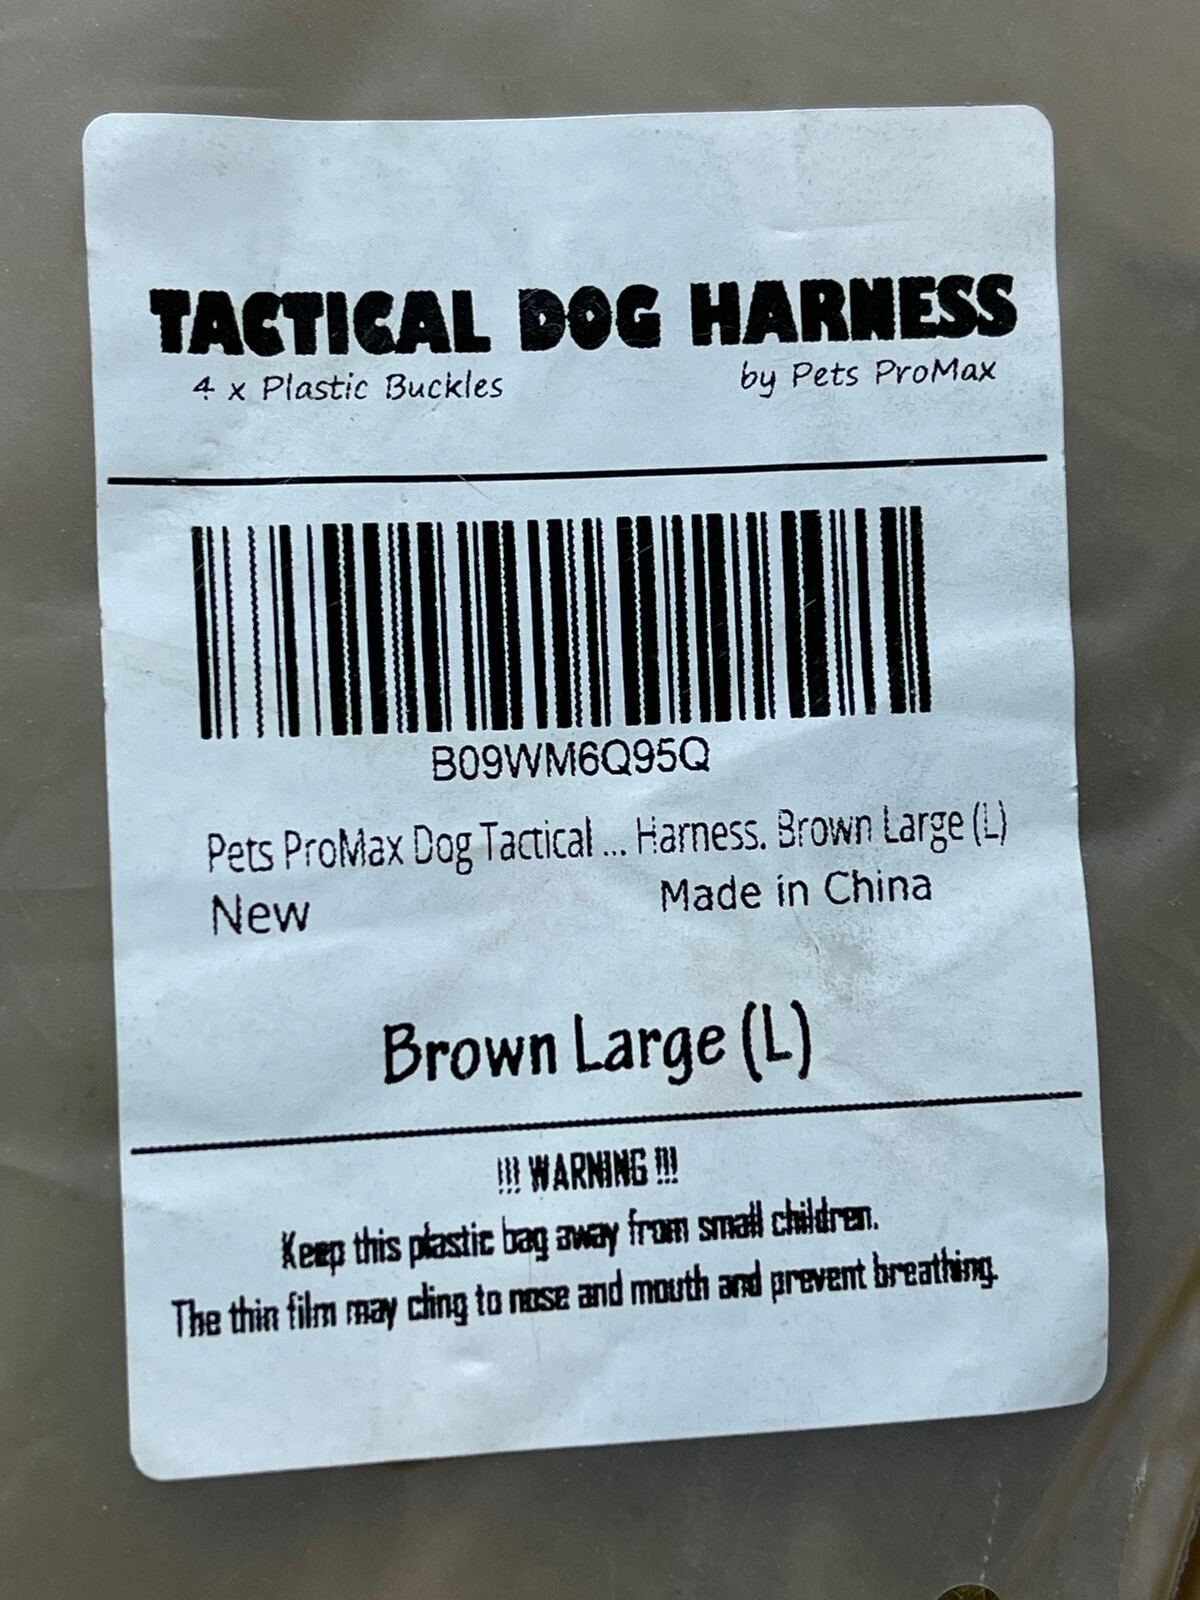 TACTICAL DOG HARNESS
4 x Plastic Buckles by Pets ProMax
B09WM6Q95Q
Pets ProMax Dog Tactical ... Harness. Brown Large (L)
New Made in China
Brown Large (L)
!!! WARNING !!!
Keep this plastic bag away from small children.
The thin film may cling to nose and mouth and prevent breathing.